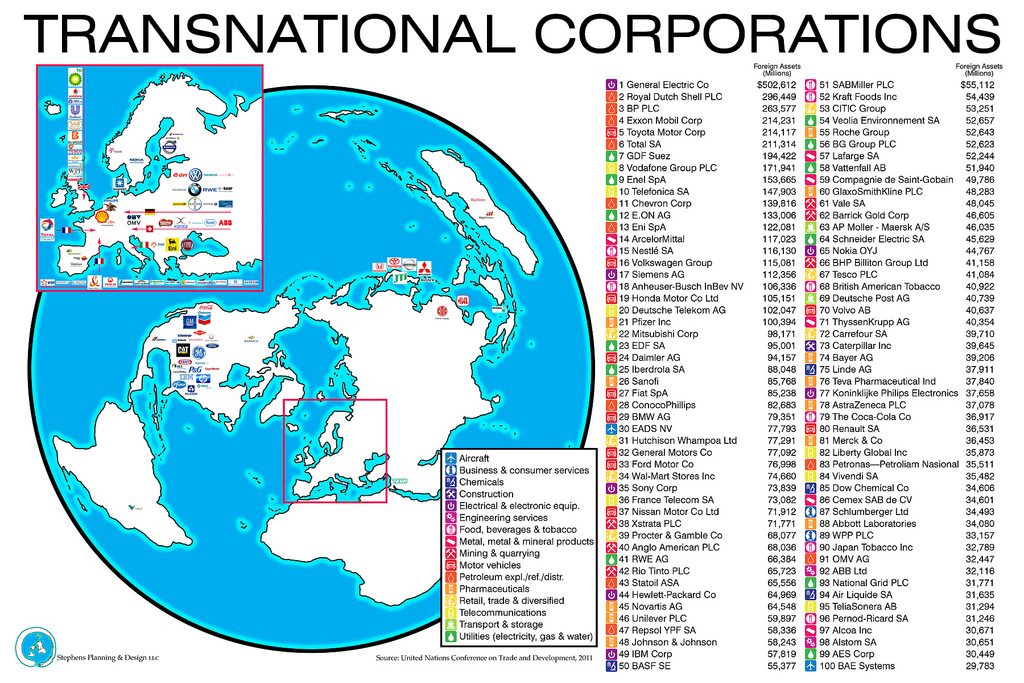 TRANSNATIONAL CORPORATIONS
Foreign Assets
(Millions)
1 General Electric Co $502,612
2 Royal Dutch Shell PLC 296,449
3 BP PLC 263,577
4 Exxon Mobil Corp 214,231
5 Toyota Motor Corp 214,117
6 Total SA 211,314
7 GDF Suez 194,422
8 Vodafone Group PLC 171,941
9 Enel SpA 153,665
10 Telefonica SA 147,903
11 Chevron Corp 139,816
12 E.ON AG 133,006
13 Eni SpA 122,081
14 ArcelorMittal 117,023
15 Nestlé SA 116,130
16 Volkswagen Group 115,081
17 Siemens AG 112,356
18 Anheuser-Busch InBev NV 106,336
19 Honda Motor Co Ltd 105,151
20 Deutsche Telekom AG 102,047
21 Pfizer Inc 100,394
22 Mitsubishi Corp 98,171
23 EDF SA 95,001
24 Daimler AG 94,157
25 Iberdrola SA 88,048
26 Sanofi 85,768
27 Fiat SpA 85,238
28 ConocoPhillips 82,683
29 BMW AG 79,351
30 EADS NV 77,793
31 Hutchison Whampoa Ltd 77,291
32 General Motors Co 77,092
33 Ford Motor Co 76,998
34 Wal-Mart Stores Inc 74,660
35 Sony Corp 73,839
36 France Telecom SA 73,082
37 Nissan Motor Co Ltd 71,912
38 Xstrata PLC 71,771
39 Procter & Gamble Co 68,077
40 Anglo American PLC 68,036
41 RWE AG 66,384
42 Rio Tinto PLC 65,723
43 Statoil ASA 65,556
44 Hewlett-Packard Co 64,969
45 Novartis AG 64,548
46 Unilever PLC 59,897
47 Repsol YPF SA 58,336
48 Johnson & Johnson 58,243
49 IBM Corp 57,819
50 BASF SE 55,377
Foreign Assets
(Millions)
51 SABMiller PLC $55,112
52 Kraft Foods Inc 54,439
53 CITIC Group 53,251
54 Veolia Environnement SA 52,657
55 Roche Group 52,643
56 BG Group PLC 52,623
57 Lafarge SA 52,244
58 Vattenfall AB 51,940
59 Compagnie de Saint-Gobain 49,786
60 GlaxoSmithKline PLC 48,283
61 Vale SA 48,045
62 Barrick Gold Corp 46,605
63 AP Moller - Maersk A/S 46,035
64 Schneider Electric SA 45,629
65 Nokia OYJ 44,767
66 BHP Billiton Group Ltd 41,158
67 Tesco PLC 41,084
68 British American Tobacco 40,922
69 Deutsche Post AG 40,739
70 Volvo AB 40,637
71 ThyssenKrupp AG 40,354
72 Carrefour SA 39,710
73 Caterpillar Inc 39,645
74 Bayer AG 39,206
75 Linde AG 37,911
76 Teva Pharmaceutical Ind 37,840
77 Koninklijke Philips Electronics 37,658
78 AstraZeneca PLC 37,078
79 The Coca-Cola Co 36,917
80 Renault SA 36,531
81 Merck & Co 36,453
82 Liberty Global Inc 35,873
83 Petronas—Petroliam Nasional 35,511
84 Vivendi SA 35,482
85 Dow Chemical Co 34,606
86 Cemex SAB de CV 34,601
87 Schlumberger Ltd 34,493
88 Abbott Laboratories 34,080
89 WPP PLC 33,157
90 Japan Tobacco Inc 32,789
91 OMV AG 32,447
92 ABB Ltd 32,116
93 National Grid PLC 31,771
94 Air Liquide SA 31,635
95 TeliaSonera AB 31,294
96 Pernod-Ricard SA 31,246
97 Alcoa Inc 30,671
98 Alstom SA 30,651
99 AES Corp 30,449
100 BAE Systems 29,783
Aircraft
Business & consumer services
Chemicals
Construction
Electrical & electronic equip.
Engineering services
Food, beverages & tobacco
Metal, metal & mineral products
Mining & quarrying
Motor vehicles
Petroleum expl./ref./distr.
Pharmaceuticals
Retail, trade & diversified
Telecommunications
Transport & storage
Utilities (electricity, gas & water)
NOKIA
e·on
RWE
BASF
OMV
ABB
Eni
FIAT
TOTAL
WPP
GM
CAT
P&G
IBM
hp
Stephens Planning & Design LLC
Source: United Nations Conference on Trade and Development, 2011